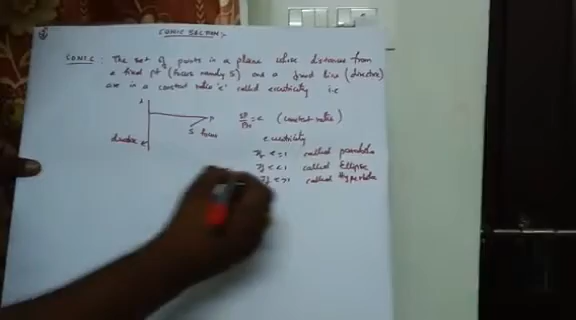 CONIC SECTION:-
CONIC : The set of points in a plane whose distances from
a fixed pt (focus namely S) and a fixed line (directrix)
are in a constant ratio 'e' called eccentricity i.e
P
SP/PM = e (constant ratio)
S focus
directrix
eccentricity
If e = 1 called parabola
If e < 1 called Ellipse
If e > 1 called Hyperbola